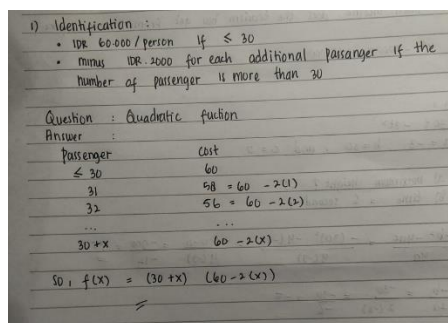 1) Identification :
• IDR 60.000 / person If ≤ 30
• minus IDR. 2000 for each additional passanger if the
number of passenger is more than 30
Question : Quadratic fuction
Answer :
Passenger cost
≤ 30 60
31 58 = 60 - 2(1)
32 56 = 60 - 2(2)
... ...
30 + x 60 - 2(x)
So, f(x) = (30 + x) (60 - 2(x))